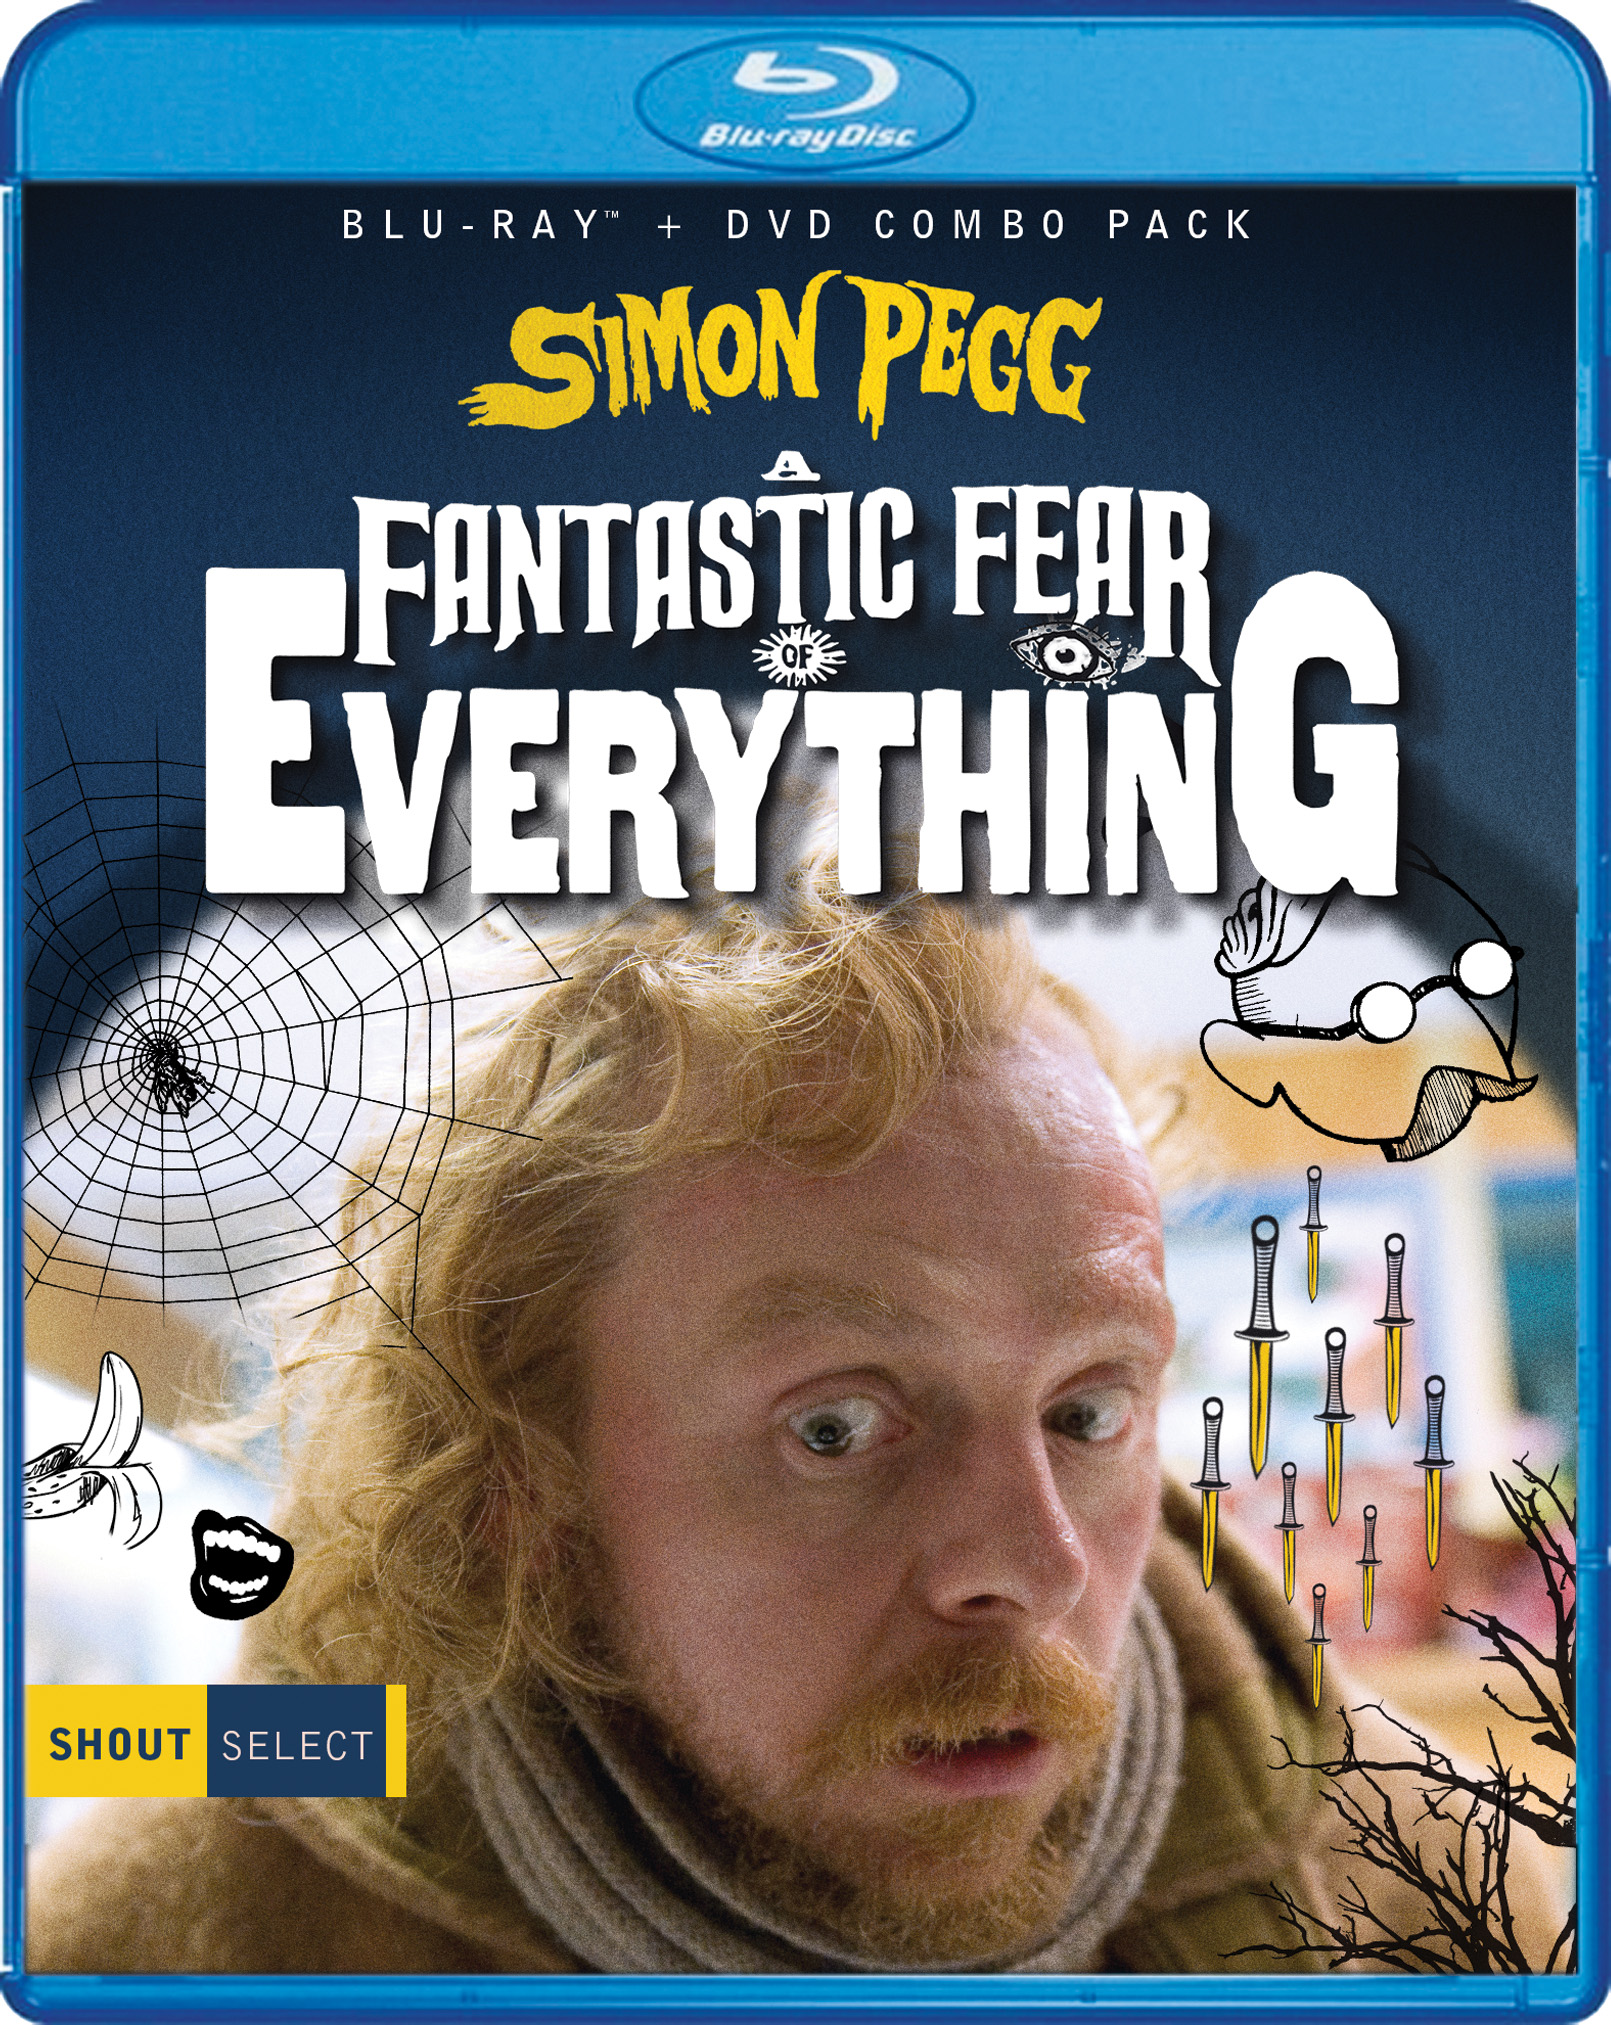 Blu-rayDisc
BLU-RAY™ + DVD COMBO PACK
SIMON PEGG
A
FANTASTIC FEAR
OF
EVERYTHING
SHOUT SELECT